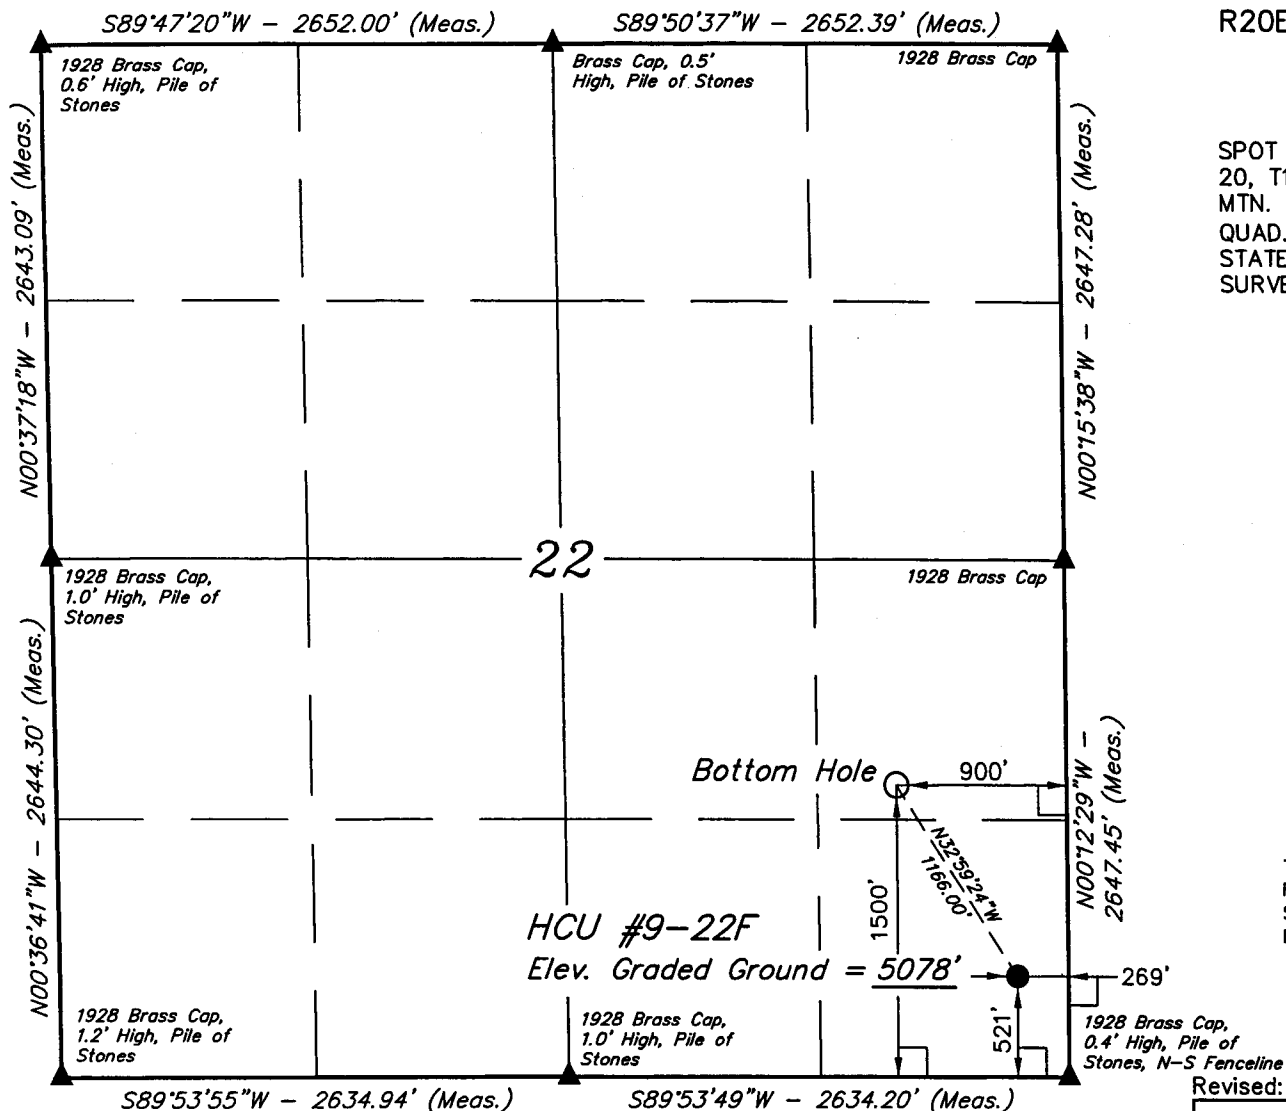 S89°47'20"W - 2652.00' (Meas.)
S89°50'37"W - 2652.39' (Meas.)
R20E
1928 Brass Cap,
0.6' High, Pile of
Stones
Brass Cap, 0.5'
High, Pile of Stones
1928 Brass Cap
N00°37'18"W - 2643.09' (Meas.)
N00°15'38"W - 2647.28' (Meas.)
SPOT
20, T1
MTN.
QUAD.
STATE
SURVE
22
1928 Brass Cap,
1.0' High, Pile of
Stones
1928 Brass Cap
N00°36'41"W - 2644.30' (Meas.)
N00°12'29"W -
2647.45' (Meas.)
Bottom Hole
900'
N32°59'24"W
1166.00'
1500'
HCU #9-22F
Elev. Graded Ground = 5078'
269'
521'
1928 Brass Cap,
1.2' High, Pile of
Stones
1928 Brass Cap,
1.0' High, Pile of
Stones
1928 Brass Cap,
0.4' High, Pile of
Stones, N-S Fenceline
Revised:
S89°53'55"W - 2634.94' (Meas.)
S89°53'49"W - 2634.20' (Meas.)